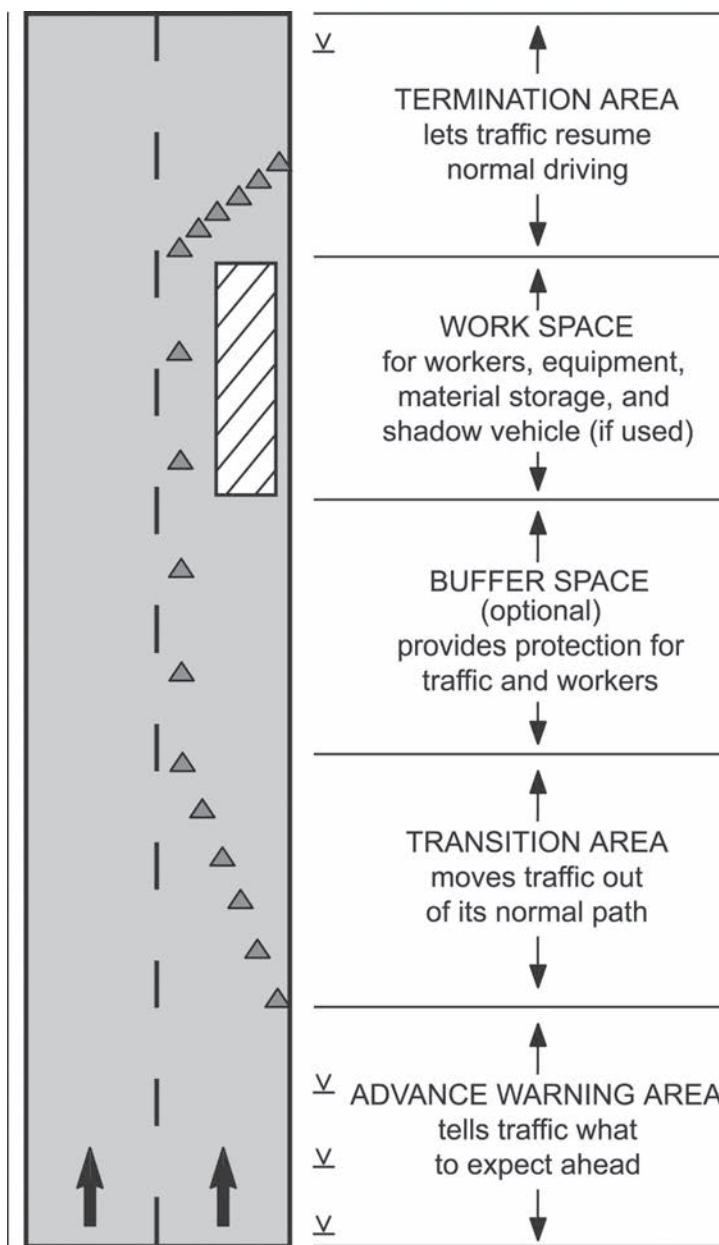 TERMINATION AREA
lets traffic resume
normal driving
WORK SPACE
for workers, equipment,
material storage, and
shadow vehicle (if used)
BUFFER SPACE
(optional)
provides protection for
traffic and workers
TRANSITION AREA
moves traffic out
of its normal path
ADVANCE WARNING AREA
tells traffic what
to expect ahead